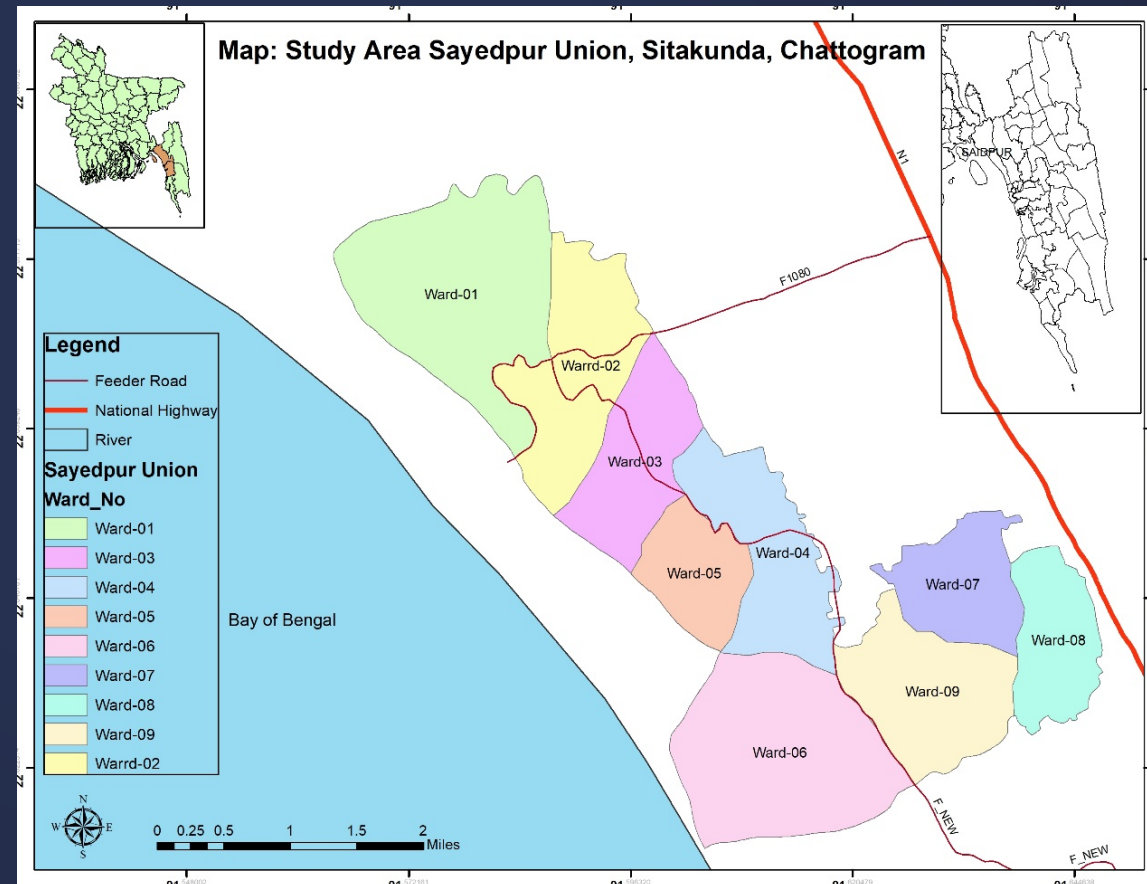 Map: Study Area Sayedpur Union, Sitakunda, Chattogram
N1
SAIDPUR
F1080
Ward-01
Warrd-02
Ward-03
Ward-04
Ward-05
Ward-07
Ward-08
Ward-09
Ward-06
F_NEW
F_NEW
Bay of Bengal
Legend
Feeder Road
National Highway
River
Sayedpur Union
Ward_No
Ward-01
Ward-03
Ward-04
Ward-05
Ward-06
Ward-07
Ward-08
Ward-09
Warrd-02
N
W E
S
0 0.25 0.5 1 1.5 2
Miles